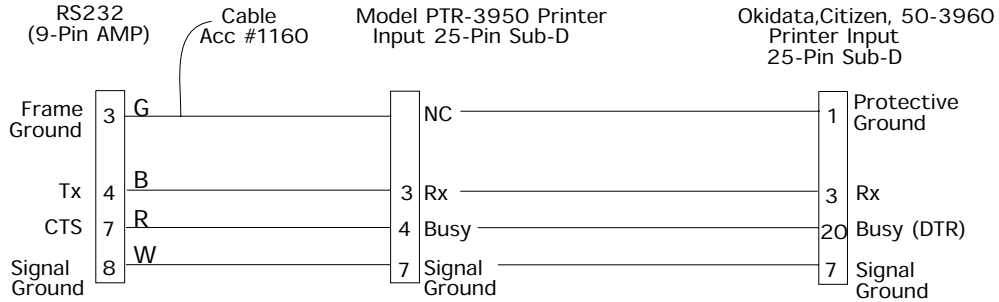 RS232
(9-Pin AMP)
Cable
Acc #1160
Model PTR-3950 Printer
Input 25-Pin Sub-D
Okidata,Citizen, 50-3960
Printer Input
25-Pin Sub-D
Frame
Ground
3
G
NC
1
Protective
Ground
Tx
4
B
3
Rx
3
Rx
CTS
7
R
4
Busy
20
Busy (DTR)
Signal
Ground
8
W
7
Signal
Ground
7
Signal
Ground